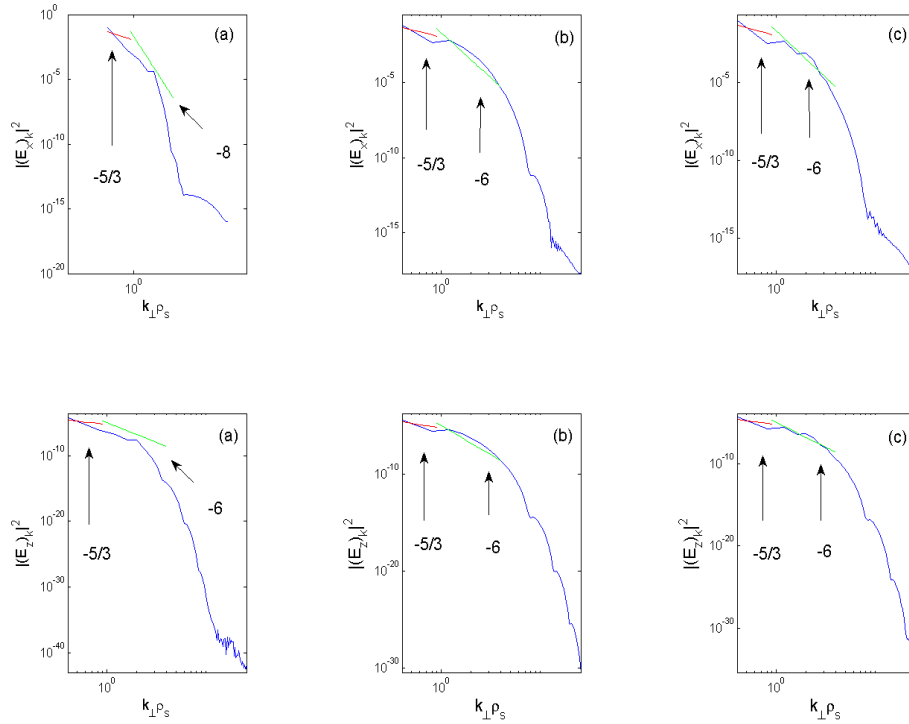 (a)
10^0
10^-5
10^-10
10^-15
10^-20
|(E_x)_k|^2
-5/3
-8
10^0
k_⊥ρ_s
(b)
10^-5
10^-10
10^-15
|(E_x)_k|^2
-5/3
-6
10^0
k_⊥ρ_s
(c)
10^-5
10^-10
10^-15
|(E_x)_k|^2
-5/3
-6
10^0
k_⊥ρ_s
(a)
10^-10
10^-20
10^-30
10^-40
|(E_z)_k|^2
-5/3
-6
10^0
k_⊥ρ_s
(b)
10^-10
10^-20
10^-30
|(E_z)_k|^2
-5/3
-6
10^0
k_⊥ρ_s
(c)
10^-10
10^-20
10^-30
|(E_z)_k|^2
-5/3
-6
10^0
k_⊥ρ_s